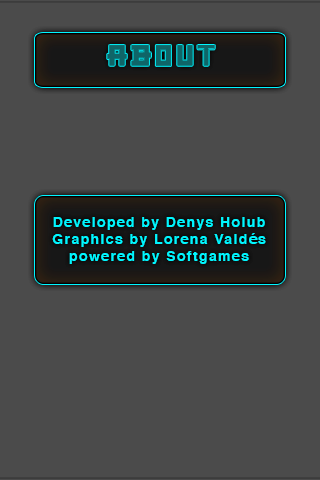 ABOUT
Developed by Denys Holub
Graphics by Lorena Valdés
powered by Softgames